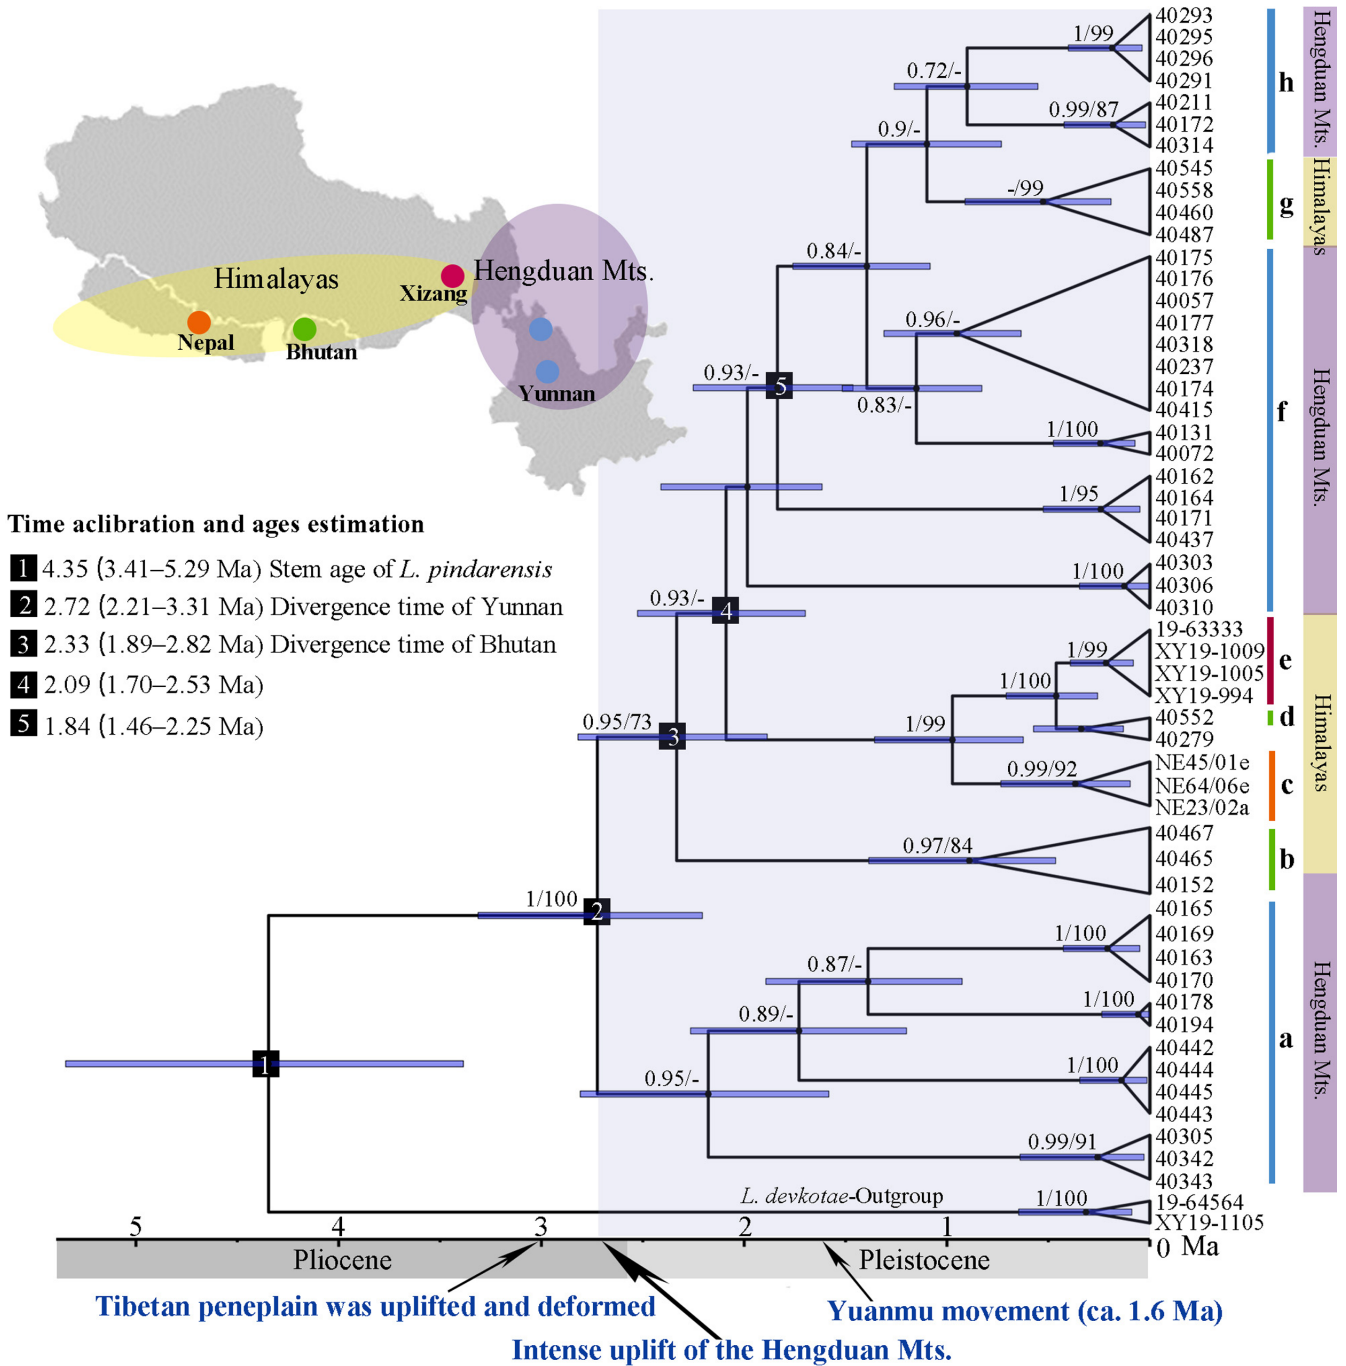 Himalayas
Hengduan Mts.
Xizang
Nepal
Bhutan
Yunnan
Time aclibration and ages estimation
1 4.35 (3.41–5.29 Ma) Stem age of L. pindarensis
2 2.72 (2.21–3.31 Ma) Divergence time of Yunnan
3 2.33 (1.89–2.82 Ma) Divergence time of Bhutan
4 2.09 (1.70–2.53 Ma)
5 1.84 (1.46–2.25 Ma)
1/99
0.72/-
0.99/87
0.9/-
-/99
0.84/-
0.96/-
0.93/-
5
0.83/-
1/100
1/95
1/100
0.93/-
4
1/99
1/100
0.95/73
3
1/99
0.99/92
0.97/84
1/100
2
1/100
0.87/-
1/100
0.89/-
1
1/100
0.95/-
0.99/91
L. devkotae-Outgroup
1/100
40293
40295
40296
40291
40211
40172
40314
40545
40558
40460
40487
40175
40176
40057
40177
40318
40237
40174
40415
40131
40072
40162
40164
40171
40437
40303
40306
40310
19-63333
XY19-1009
XY19-1005
XY19-994
40552
40279
NE45/01e
NE64/06e
NE23/02a
40467
40465
40152
40165
40169
40163
40170
40178
40194
40442
40444
40445
40443
40305
40342
40343
19-64564
XY19-1105
h
g
f
e
d
c
b
a
Hengduan Mts.
Himalayas
Hengduan Mts.
Himalayas
Hengduan Mts.
5 4 3 2 1 0 Ma
Pliocene Pleistocene
Tibetan peneplain was uplifted and deformed
Yuanmu movement (ca. 1.6 Ma)
Intense uplift of the Hengduan Mts.